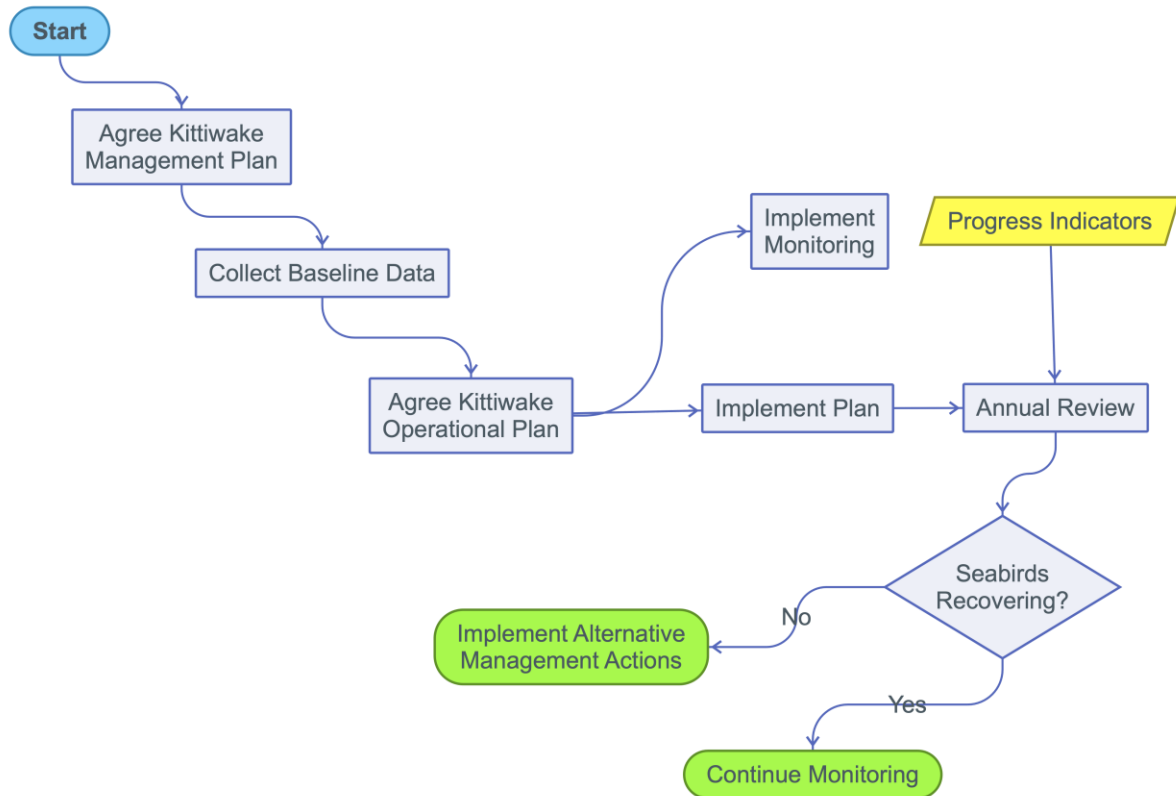 Start
Agree Kittiwake
Management Plan
Collect Baseline Data
Agree Kittiwake
Operational Plan
Implement
Monitoring
Progress Indicators
Implement Plan
Annual Review
Seabirds
Recovering?
No
Implement Alternative
Management Actions
Yes
Continue Monitoring